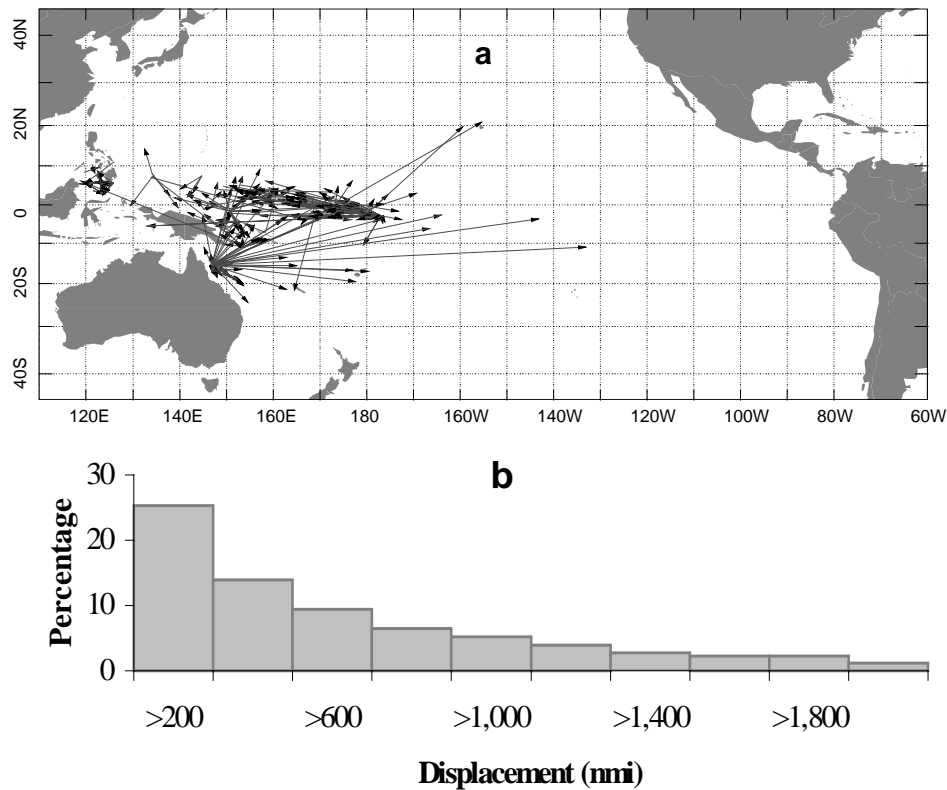 a
40N
20N
0
20S
40S
120E 140E 160E 180 160W 140W 120W 100W 80W 60W
b
Percentage
30
20
10
0
>200 >600 >1,000 >1,400 >1,800
Displacement (nmi)